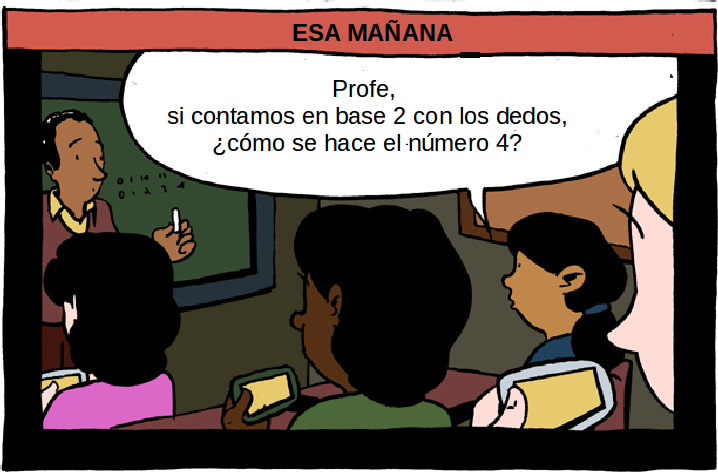 ESA MAÑANA
Profe,
si contamos en base 2 con los dedos,
¿cómo se hace el número 4?
0 1 10 11
0 1 2 3 4